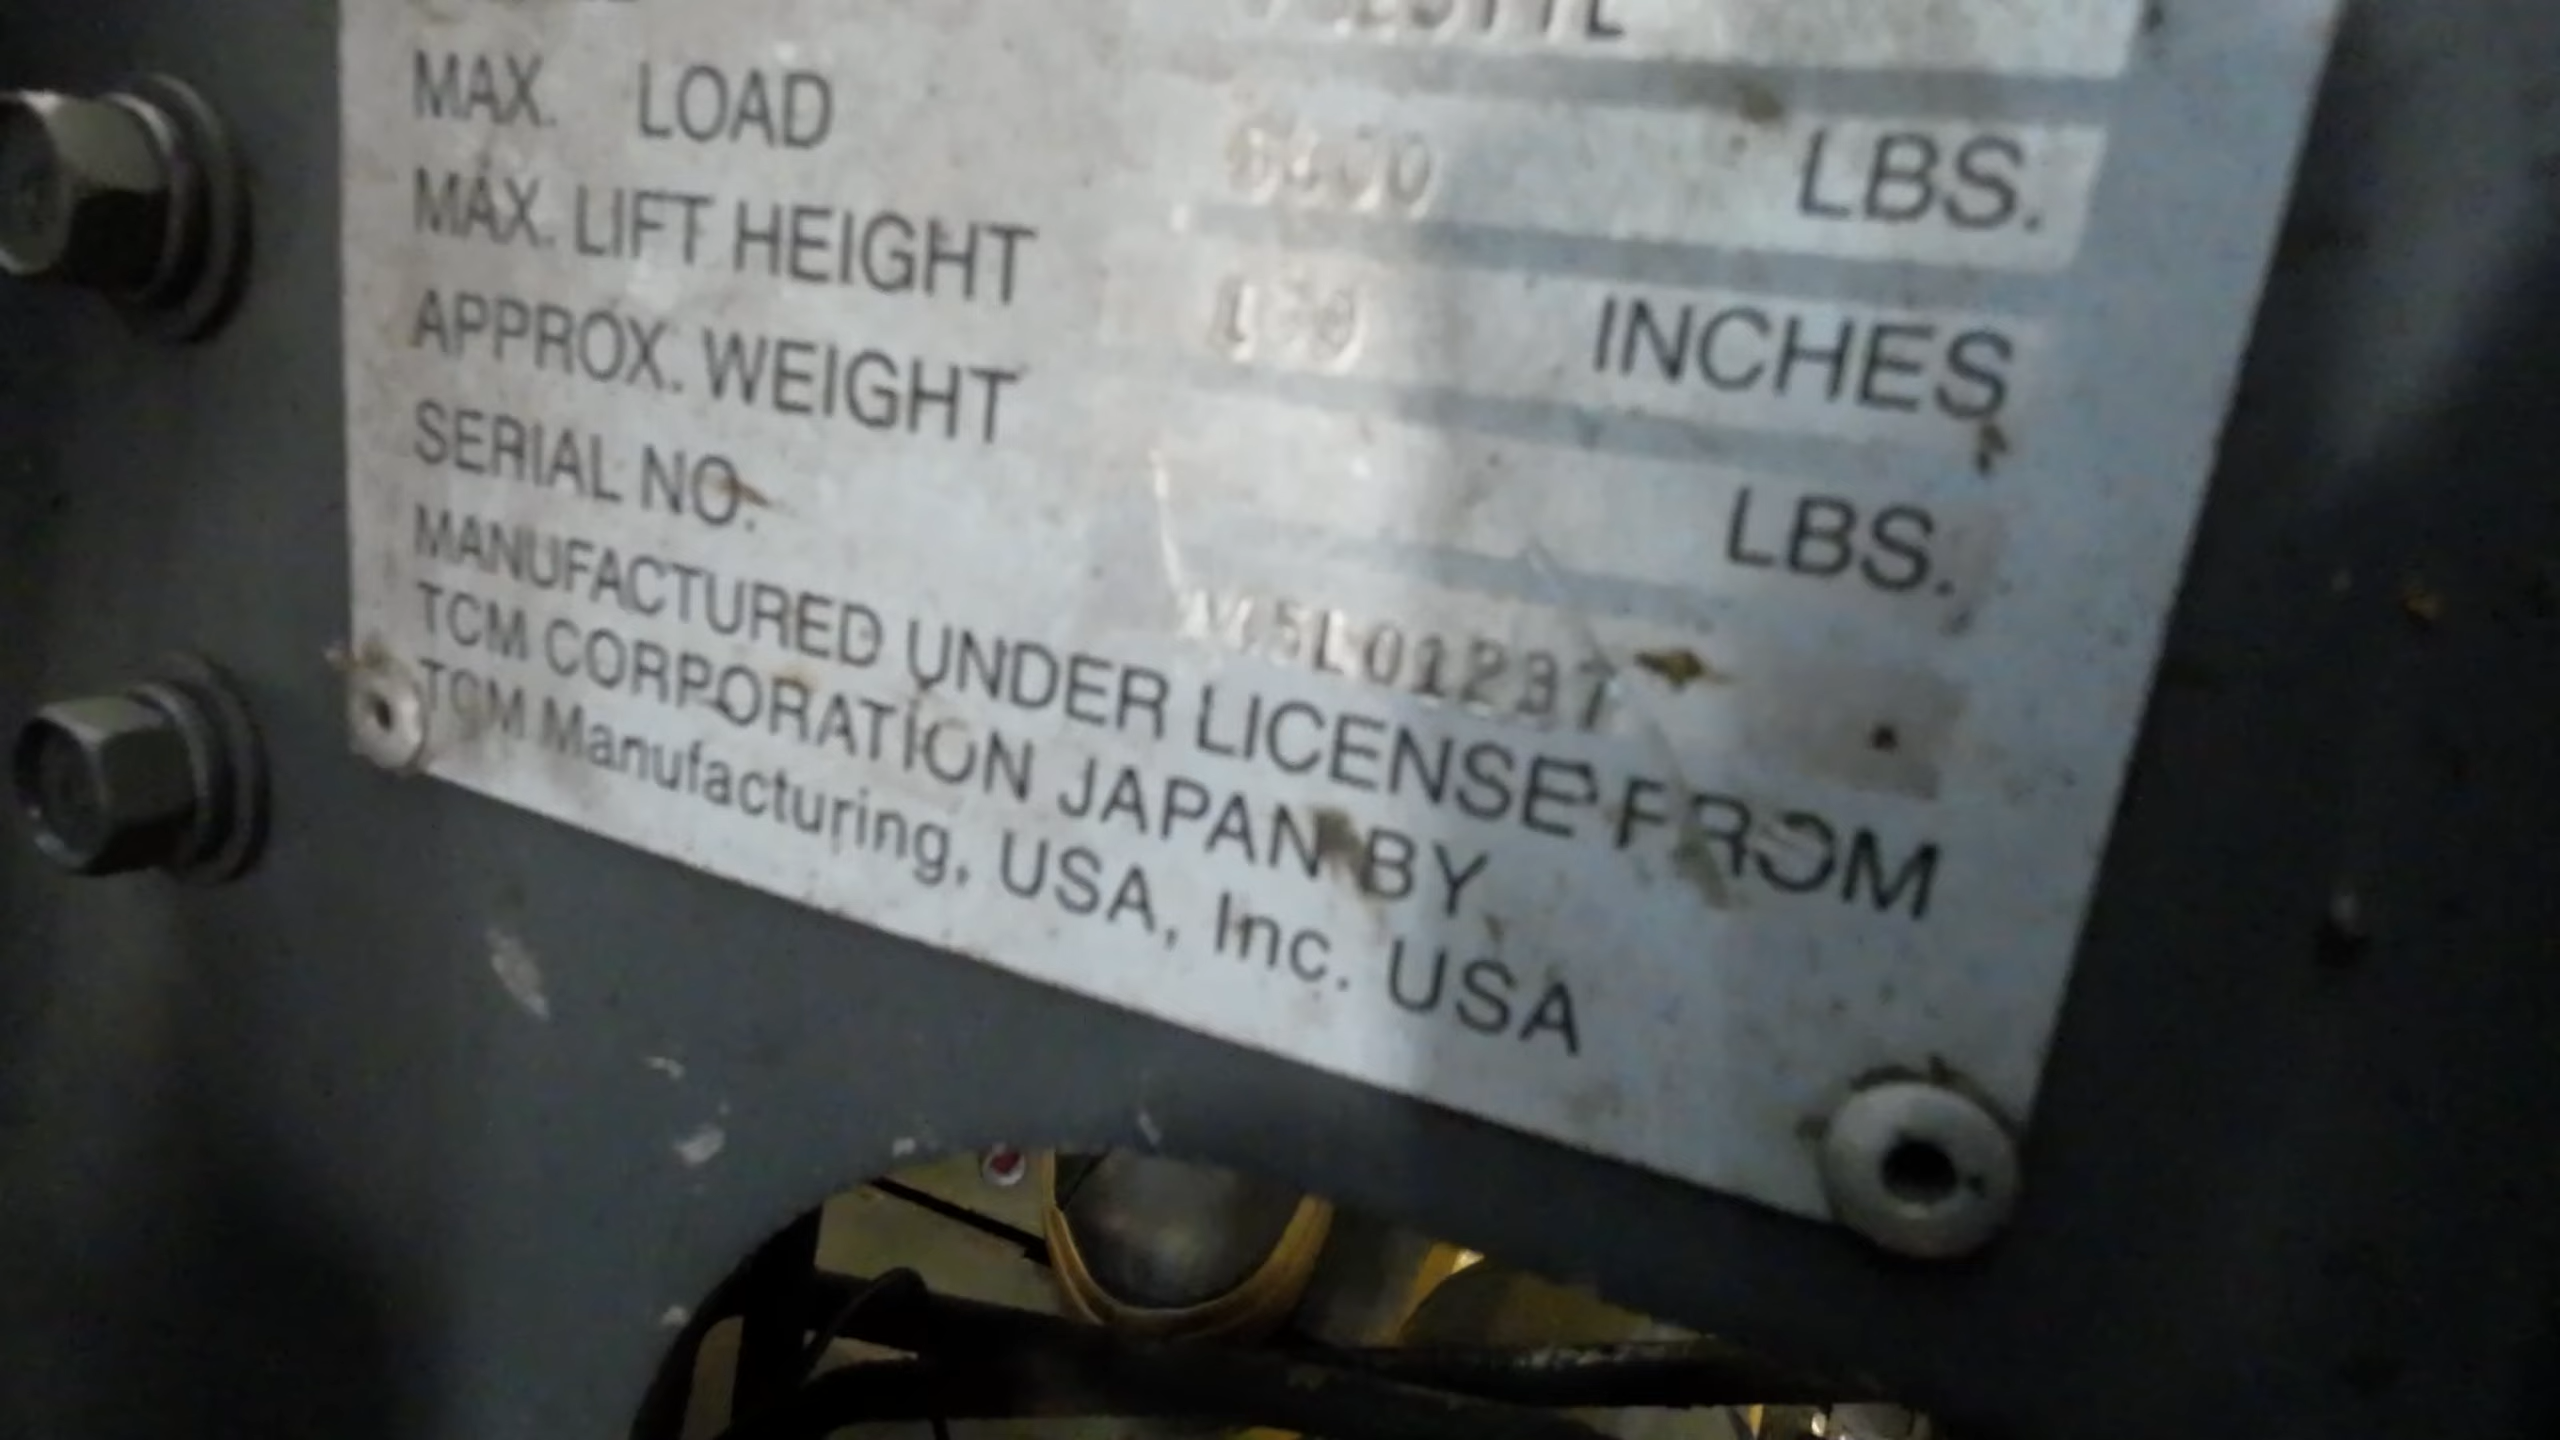 MAX. LOAD LBS.
MAX. LIFT HEIGHT INCHES
APPROX. WEIGHT LBS.
SERIAL NO.
MANUFACTURED UNDER LICENSE FROM
TCM CORPORATION JAPAN BY
TCM Manufacturing, USA, Inc. USA